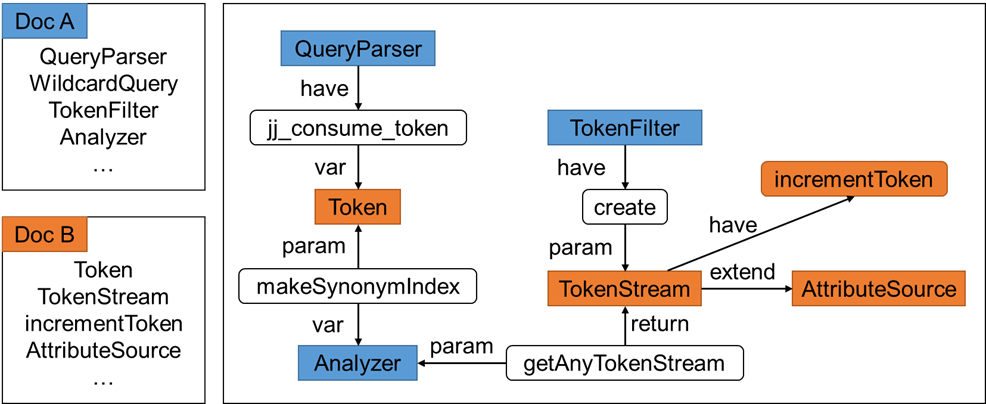 Doc A
QueryParser
WildcardQuery
TokenFilter
Analyzer
...
Doc B
Token
TokenStream
incrementToken
AttributeSource
...
QueryParser
have
jj_consume_token
var
Token
param
makeSynonymIndex
var
Analyzer
param
getAnyTokenStream
return
TokenFilter
have
create
param
TokenStream
have
incrementToken
extend
AttributeSource